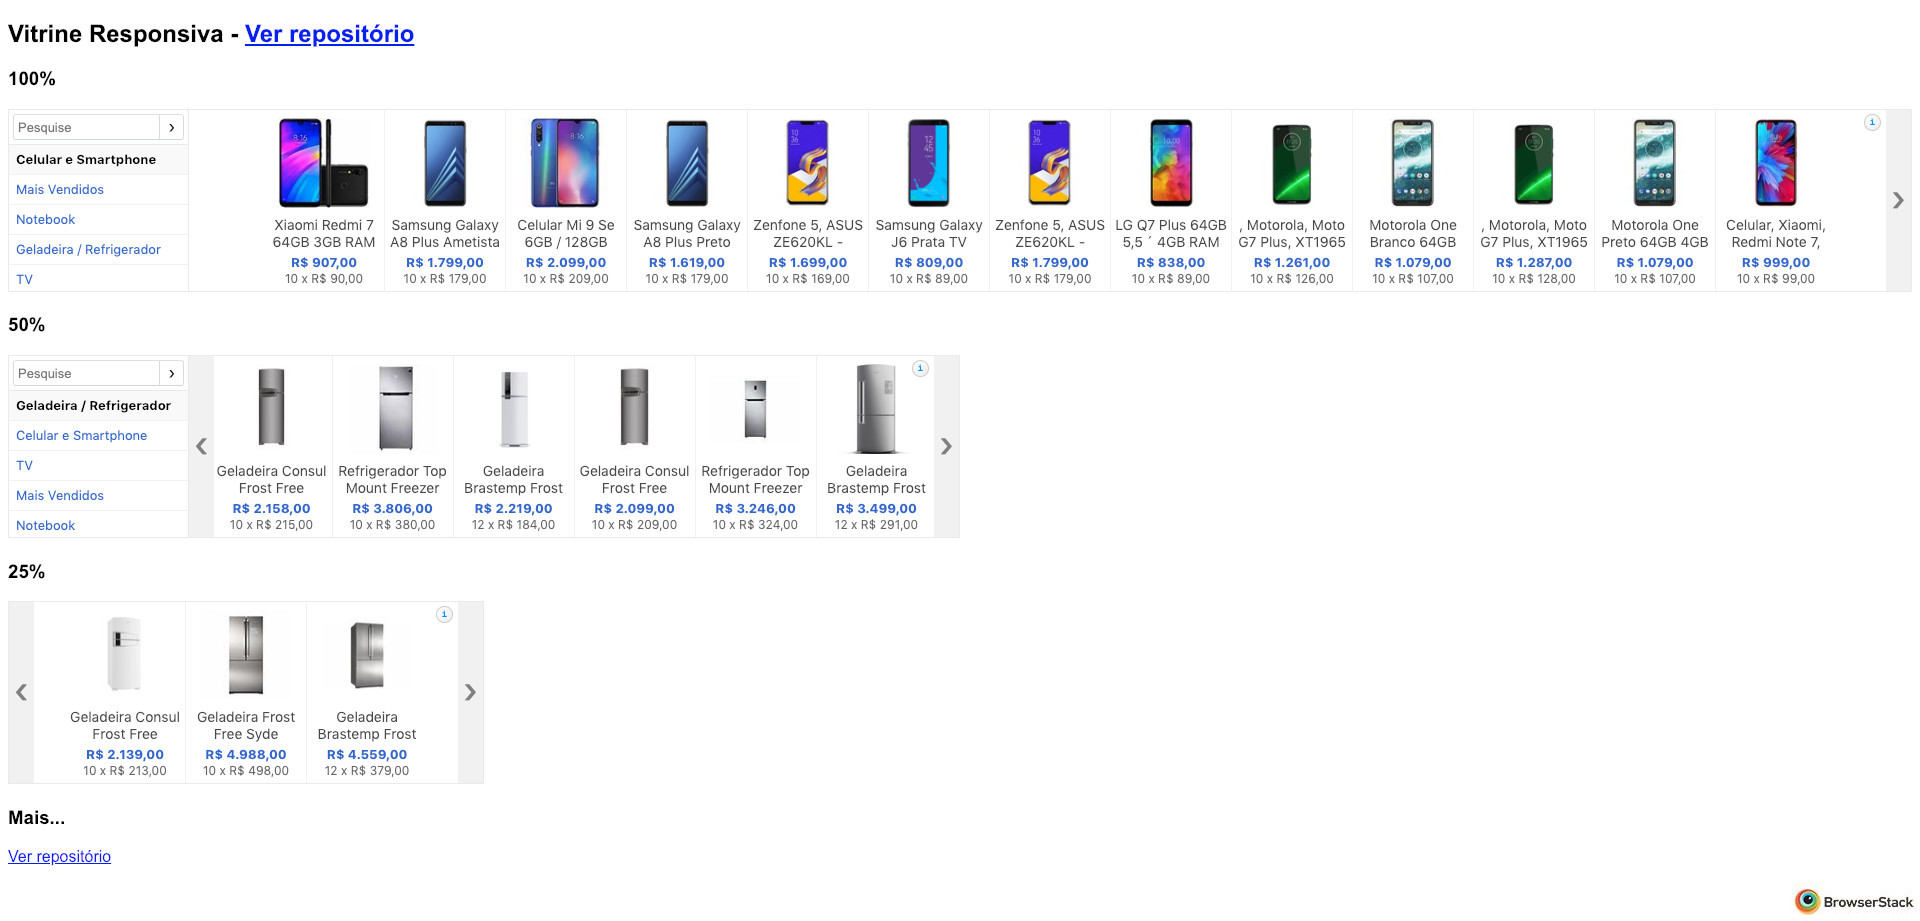 Vitrine Responsiva - Ver repositório
100%
Pesquise
Celular e Smartphone
Mais Vendidos
Notebook
Geladeira / Refrigerador
TV
Xiaomi Redmi 7
64GB 3GB RAM
R$ 907,00
10 x R$ 90,00
Samsung Galaxy
A8 Plus Ametista
R$ 1.799,00
10 x R$ 179,00
Celular Mi 9 Se
6GB / 128GB
R$ 2.099,00
10 x R$ 209,00
Samsung Galaxy
A8 Plus Preto
R$ 1.619,00
10 x R$ 179,00
Zenfone 5, ASUS
ZE620KL -
R$ 1.699,00
10 x R$ 169,00
Samsung Galaxy
J6 Prata TV
R$ 809,00
10 x R$ 89,00
Zenfone 5, ASUS
ZE620KL -
R$ 1.799,00
10 x R$ 179,00
LG Q7 Plus 64GB
5,5 ´ 4GB RAM
R$ 838,00
10 x R$ 89,00
, Motorola, Moto
G7 Plus, XT1965
R$ 1.261,00
10 x R$ 126,00
Motorola One
Branco 64GB
R$ 1.079,00
10 x R$ 107,00
, Motorola, Moto
G7 Plus, XT1965
R$ 1.287,00
10 x R$ 128,00
Motorola One
Preto 64GB 4GB
R$ 1.079,00
10 x R$ 107,00
Celular, Xiaomi,
Redmi Note 7,
R$ 999,00
10 x R$ 99,00
50%
Pesquise
Geladeira / Refrigerador
Celular e Smartphone
TV
Mais Vendidos
Notebook
Geladeira Consul
Frost Free
R$ 2.158,00
10 x R$ 215,00
Refrigerador Top
Mount Freezer
R$ 3.806,00
10 x R$ 380,00
Geladeira
Brastemp Frost
R$ 2.219,00
12 x R$ 184,00
Geladeira Consul
Frost Free
R$ 2.099,00
10 x R$ 209,00
Refrigerador Top
Mount Freezer
R$ 3.246,00
10 x R$ 324,00
Geladeira
Brastemp Frost
R$ 3.499,00
12 x R$ 291,00
25%
Geladeira Consul
Frost Free
R$ 2.139,00
10 x R$ 213,00
Geladeira Frost
Free Syde
R$ 4.988,00
10 x R$ 498,00
Geladeira
Brastemp Frost
R$ 4.559,00
12 x R$ 379,00
Mais...
Ver repositório
BrowserStack